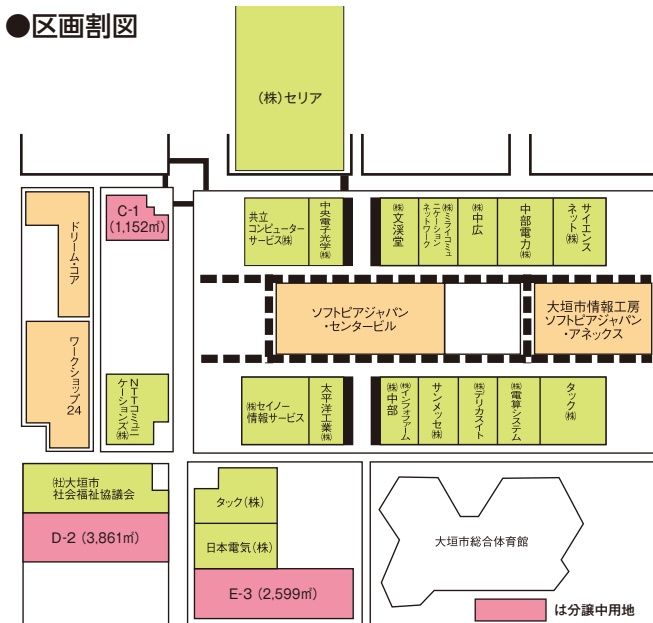 ●区画割図
(株)セリア
C-1
(1,152㎡)
ドリーム・コア
共立
コンピューター
サービス㈱
中央電子光学㈱
㈱文溪堂
㈱ミライコミュ
ニケーション
ネットワーク
㈱中広
中部電力㈱
サイエンス
ネット㈱
ソフトピアジャパン
・センタービル
大垣市情報工房
ソフトピアジャパン
・アネックス
ワークショップ24
NTTコミュニ
ケーションズ㈱
㈱セイノー
情報サービス
太平洋工業㈱
㈱インフォファーム
㈱中部
サンメッセ㈱
㈱デリカスイト
㈱電算システム
タック㈱
㈳大垣市
社会福祉協議会
D-2 (3,861㎡)
タック(株)
日本電気(株)
E-3 (2,599㎡)
大垣市総合体育館
は分譲中用地